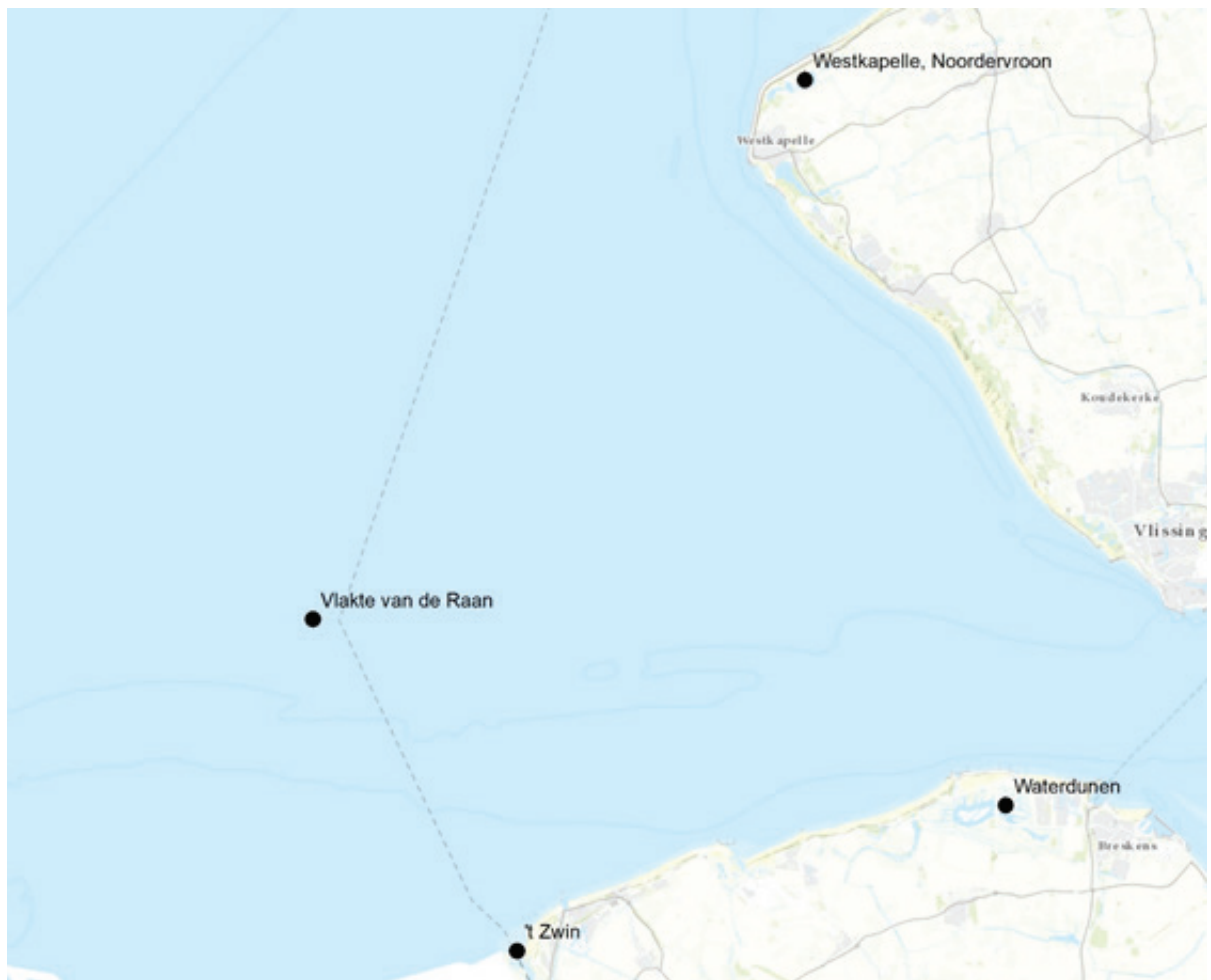 Westkapelle, Noordervroon
Westkapelle
Koudekerke
Vlissing
Vlakte van de Raan
Waterdunen
Breskens
't Zwin